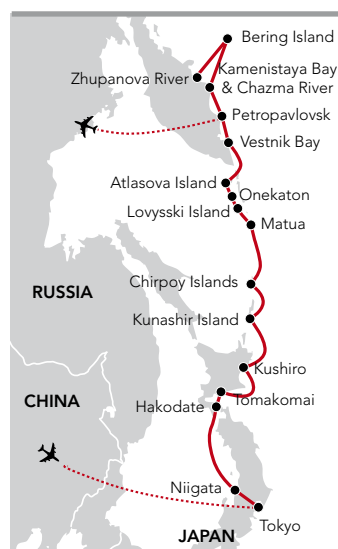 Bering Island
Zhupanova River
Kamenistaya Bay
& Chazma River
Petropavlovsk
Vestnik Bay
Atlasova Island
Onekaton
Lovysski Island
Matua
Chirpoy Islands
RUSSIA
Kunashir Island
Kushiro
CHINA
Tomakomai
Hakodate
Niigata
Tokyo
JAPAN